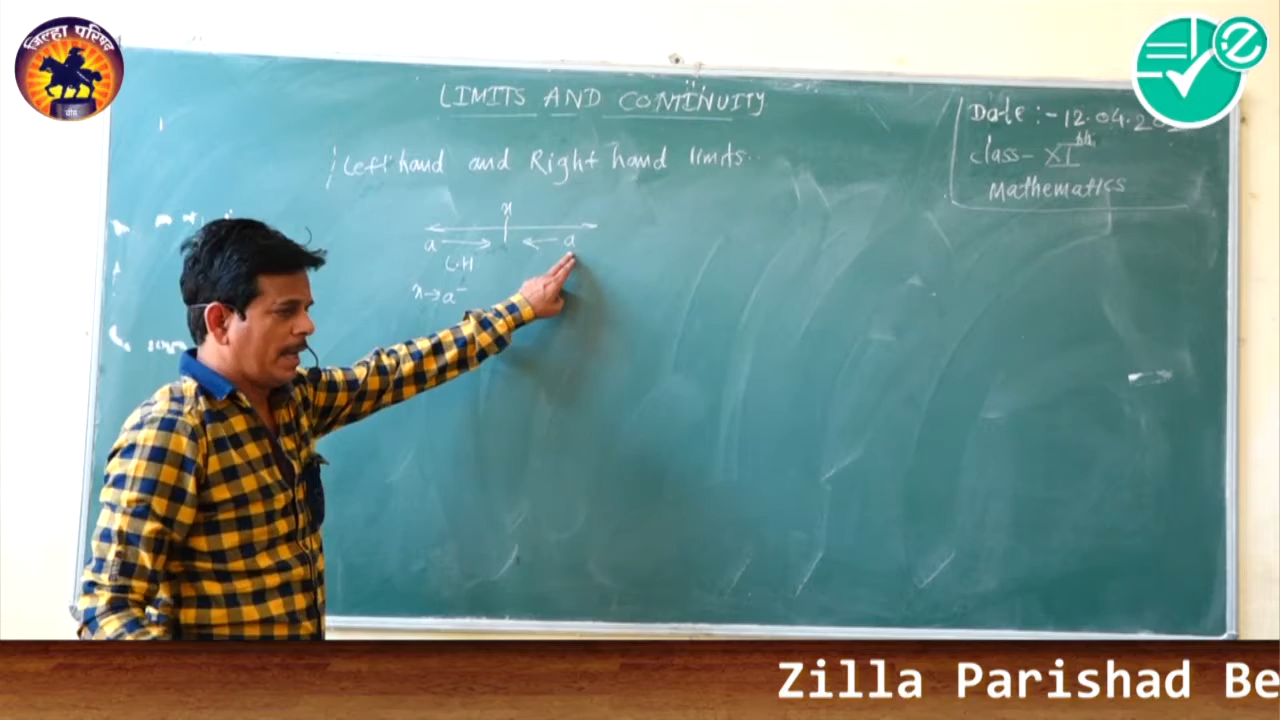 जिल्हा परिषद
बीड
LIMITS AND CONTINUITY
Left hand and Right hand limits..
Date :- 12.04.20
class - XIth
Mathematics
x
a a
L.H
x→a⁻
Zilla Parishad Be